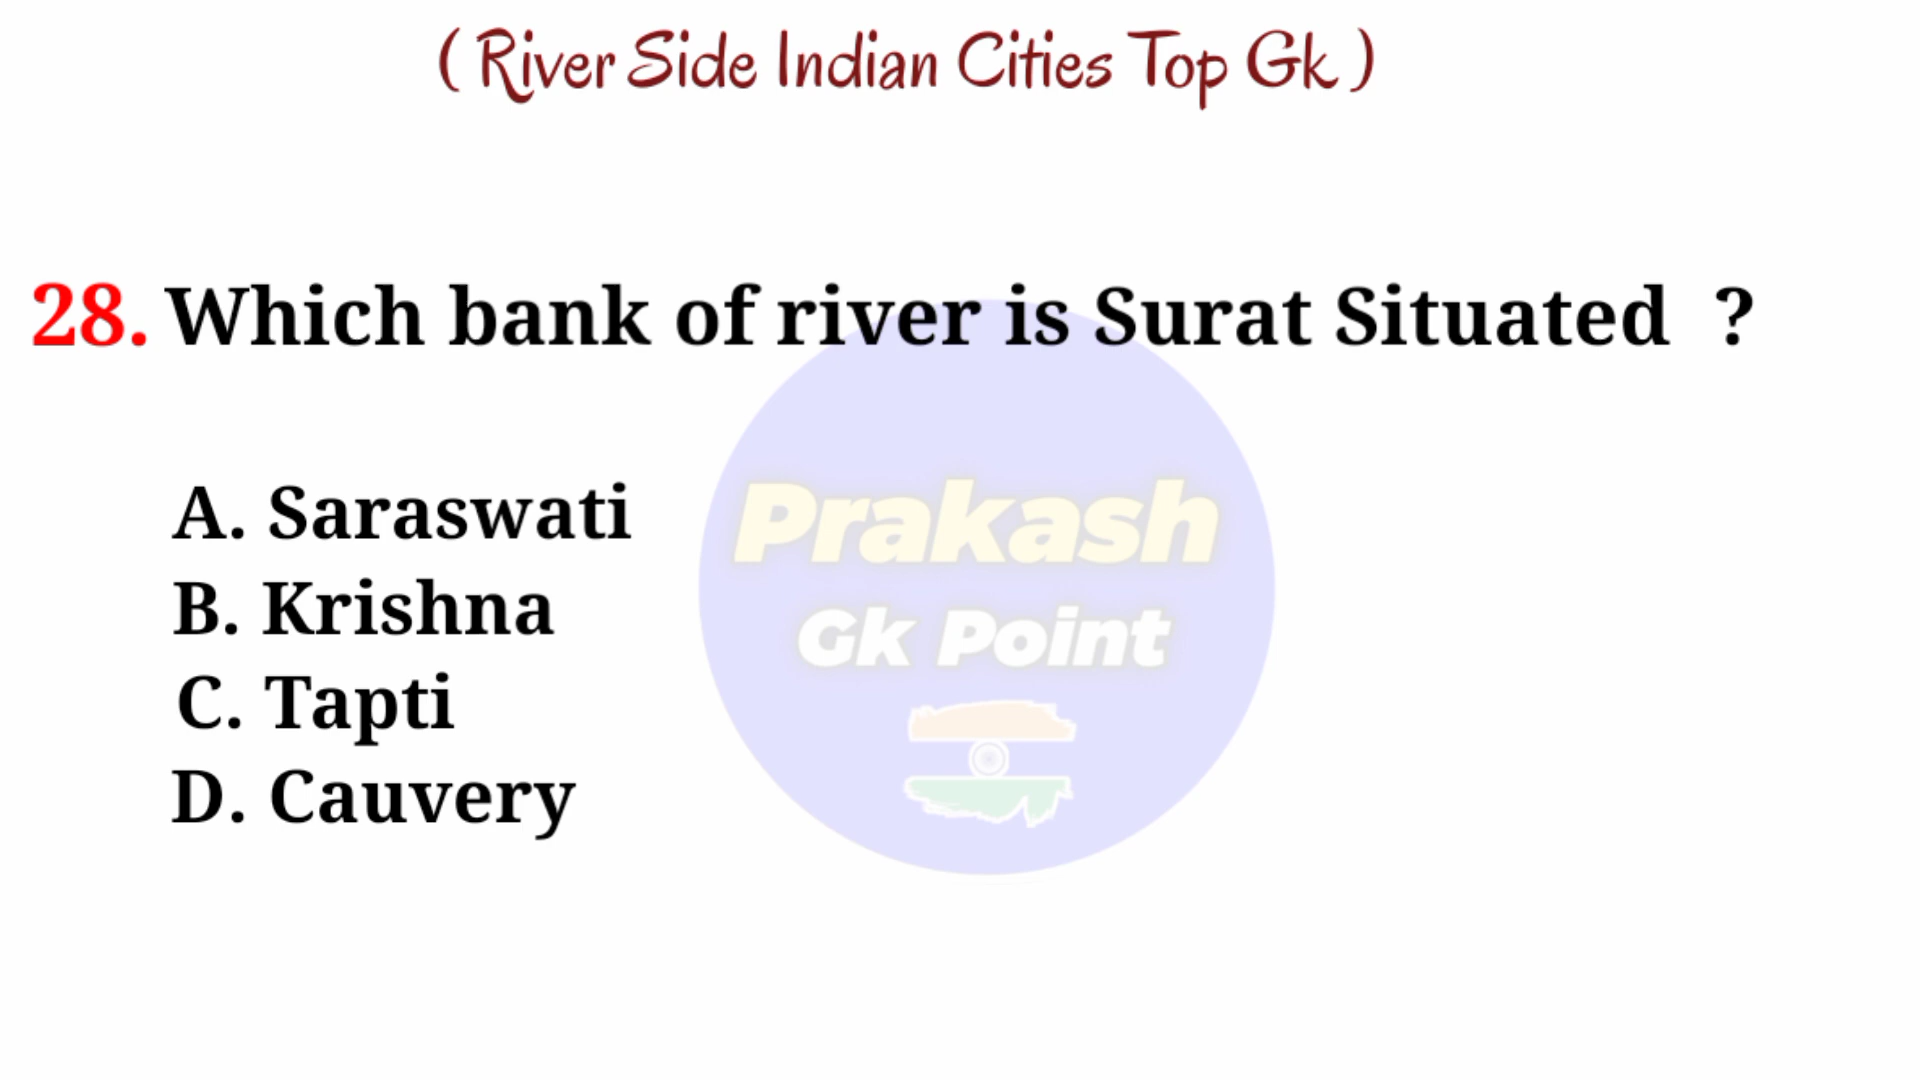 ( River Side Indian Cities Top Gk )
28. Which bank of river is Surat Situated ?
A. Saraswati
B. Krishna
C. Tapti
D. Cauvery
Prakash
Gk Point